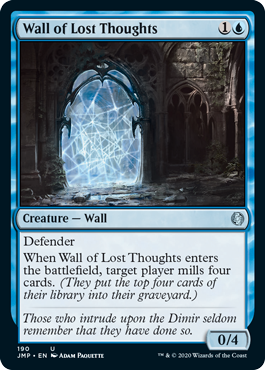 Wall of Lost Thoughts 1
Creature — Wall
Defender
When Wall of Lost Thoughts enters
the battlefield, target player mills four
cards. (They put the top four cards of
their library into their graveyard.)
Those who intrude upon the Dimir seldom
remember that they have done so.
0/4
190 U
JMP • EN Adam Paquette
™ & © 2020 Wizards of the Coast